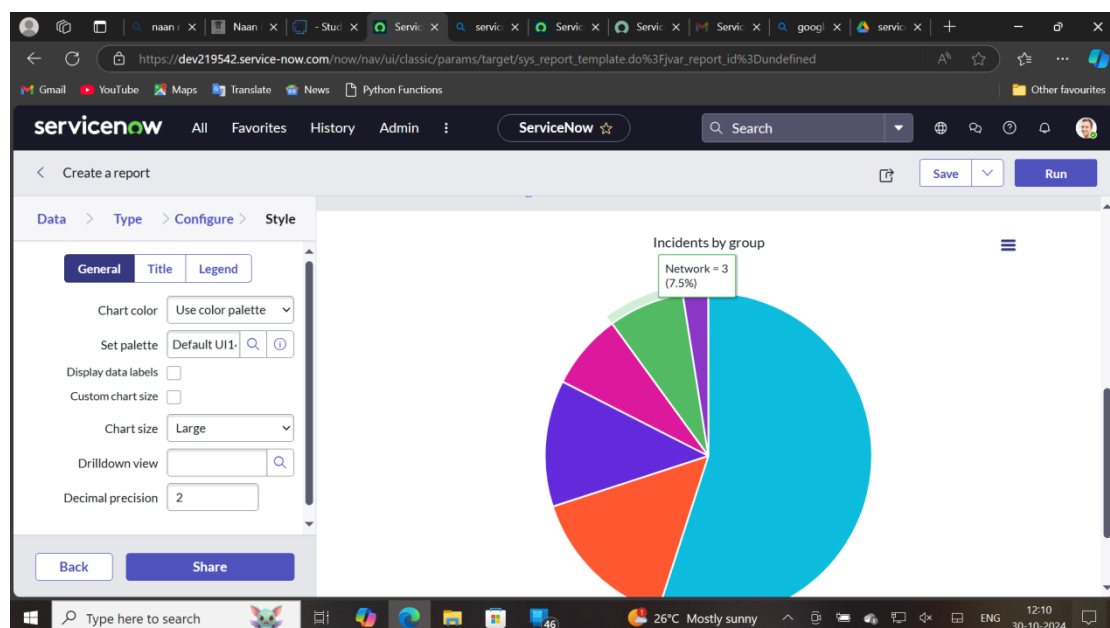 naan r
Naan
- Stud
Servic
servic
Servic
Servic
Servic
googl
servic
https://dev219542.service-now.com/now/nav/ui/classic/params/target/sys_report_template.do%3Fjvar_report_id%3Dundefined
Gmail YouTube Maps Translate News Python Functions Other favourites
servicenow All Favorites History Admin ServiceNow Search
Create a report Save Run
Data > Type > Configure > Style
General Title Legend
Chart color Use color palette
Set palette Default UI1
Display data labels
Custom chart size
Chart size Large
Drilldown view
Decimal precision 2
Back Share
Incidents by group
Network = 3
(7.5%)
Type here to search 46 26°C Mostly sunny ENG 12:10
30-10-2024